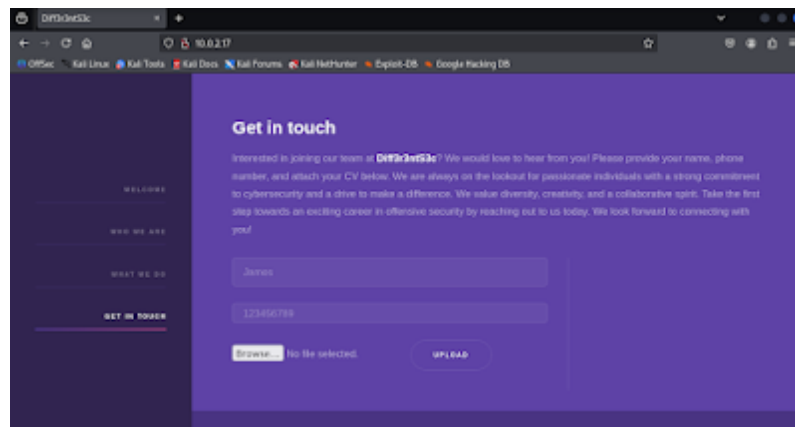 Diff3r3ntS3c
10.0.2.17
OffSec Kali Linux Kali Tools Kali Docs Kali Forums Kali NetHunter Exploit-DB Google Hacking DB
Get in touch
Interested in joining our team at Diff3r3ntS3c? We would love to hear from you! Please provide your name, phone
number, and attach your CV below. We are always on the lookout for passionate individuals with a strong commitment
to cybersecurity and a drive to make a difference. We value diversity, creativity, and a collaborative spirit. Take the first
step towards an exciting career in offensive security by reaching out to us today. We look forward to connecting with
you!
WELCOME
WHO WE ARE
WHAT WE DO
GET IN TOUCH
James
123456789
Browse... No file selected.
UPLOAD